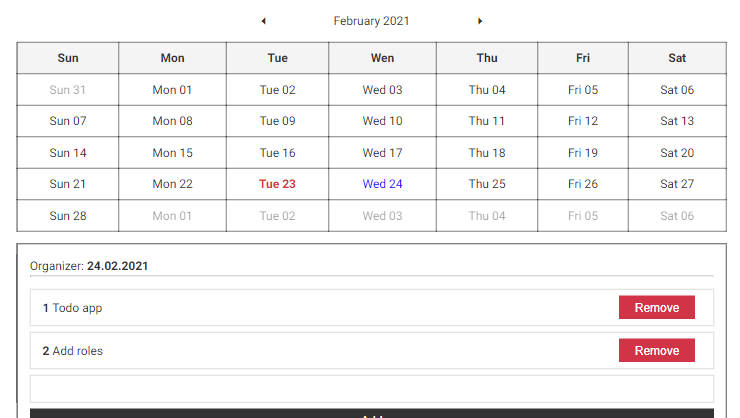 February 2021
Sun Mon Tue Wen Thu Fri Sat
Sun 31 Mon 01 Tue 02 Wed 03 Thu 04 Fri 05 Sat 06
Sun 07 Mon 08 Tue 09 Wed 10 Thu 11 Fri 12 Sat 13
Sun 14 Mon 15 Tue 16 Wed 17 Thu 18 Fri 19 Sat 20
Sun 21 Mon 22 Tue 23 Wed 24 Thu 25 Fri 26 Sat 27
Sun 28 Mon 01 Tue 02 Wed 03 Thu 04 Fri 05 Sat 06
Organizer: 24.02.2021
1 Todo app Remove
2 Add roles Remove